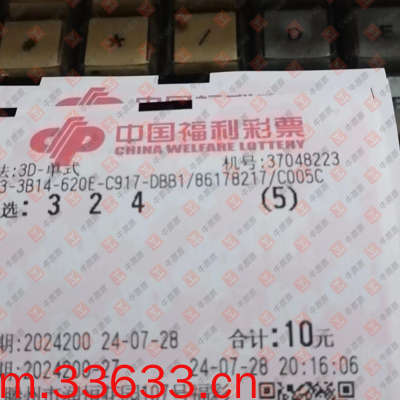 中国福利彩票
CHINA WELFARE LOTTERY
法:3D-单式 机号:37048223
3-3B14-620E-C917-DBB1/86178217/C005C
选: 3 2 4 (5)
期:2024200 24-07-28 合计:10元
24-07-28 20:16:06
m.33633.cn